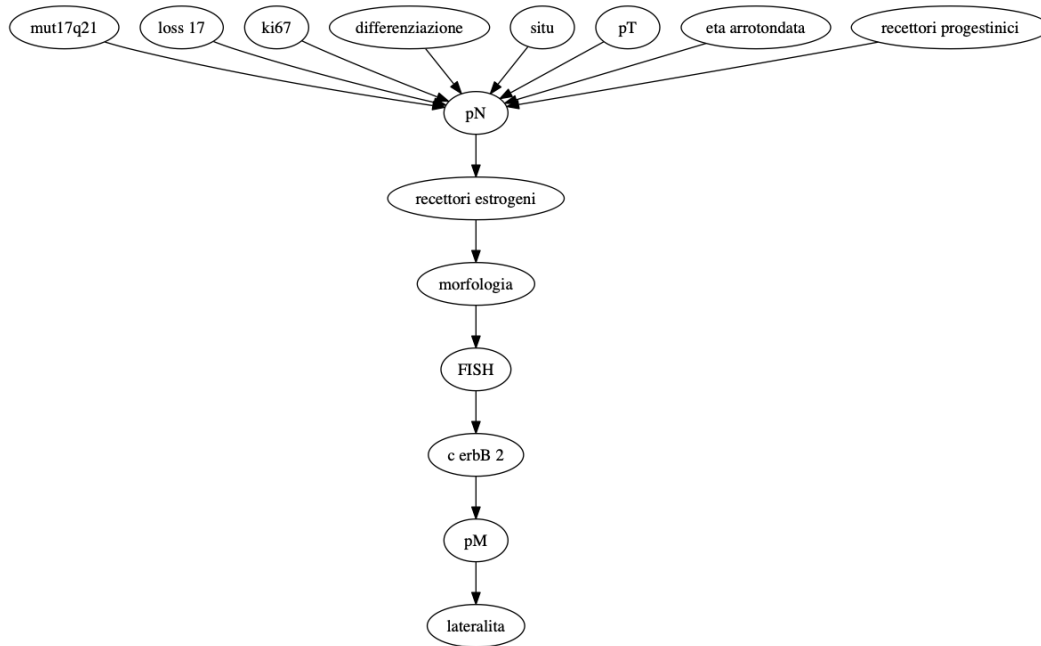 mut17q21
loss 17
ki67
differenziazione
situ
pT
eta arrotondata
recettori progestinici
pN
recettori estrogeni
morfologia
FISH
c erbB 2
pM
lateralita